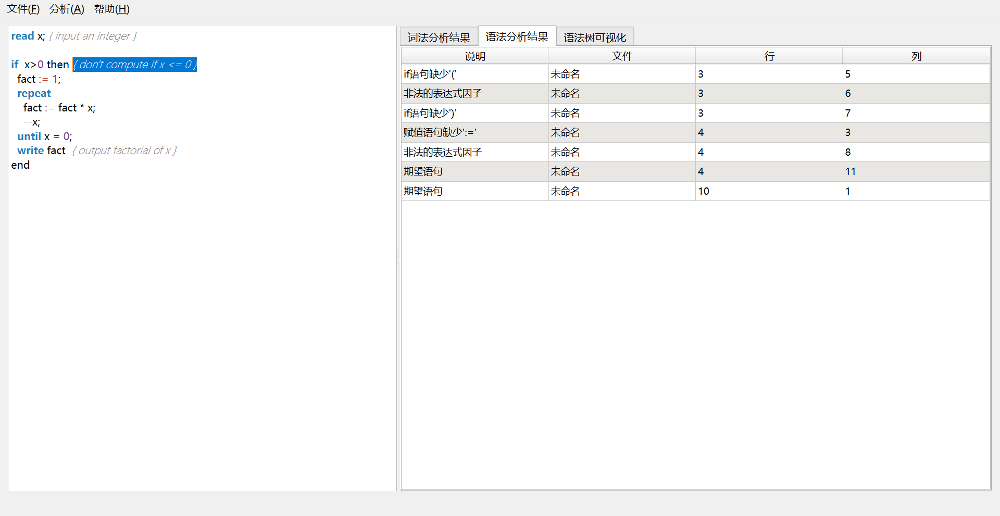 文件(F) 分析(A) 帮助(H)
read x; { input an integer }
if  x>0 then { don't compute if x <= 0 }
fact := 1;
repeat
fact := fact * x;
--x;
until x = 0;
write fact  { output factorial of x }
end
词法分析结果 语法分析结果 语法树可视化
说明 文件 行 列
if语句缺少'(' 未命名 3 5
非法的表达式因子 未命名 3 6
if语句缺少')' 未命名 3 7
赋值语句缺少':=' 未命名 4 3
非法的表达式因子 未命名 4 8
期望语句 未命名 4 11
期望语句 未命名 10 1